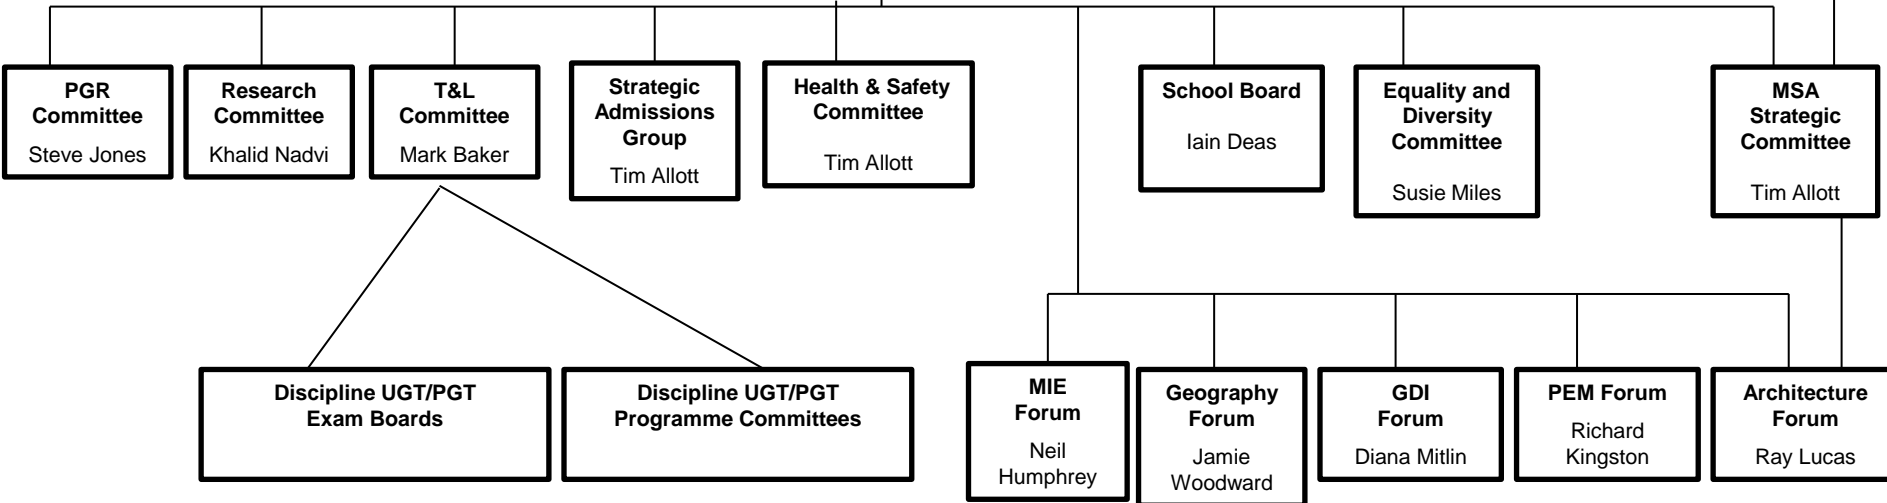 PGR
Committee
Steve Jones
Research
Committee
Khalid Nadvi
T&L
Committee
Mark Baker
Strategic
Admissions
Group
Tim Allott
Health & Safety
Committee
Tim Allott
School Board
Iain Deas
Equality and
Diversity
Committee
Susie Miles
MSA
Strategic
Committee
Tim Allott
Discipline UGT/PGT
Exam Boards
Discipline UGT/PGT
Programme Committees
MIE
Forum
Neil
Humphrey
Geography
Forum
Jamie
Woodward
GDI
Forum
Diana Mitlin
PEM Forum
Richard
Kingston
Architecture
Forum
Ray Lucas